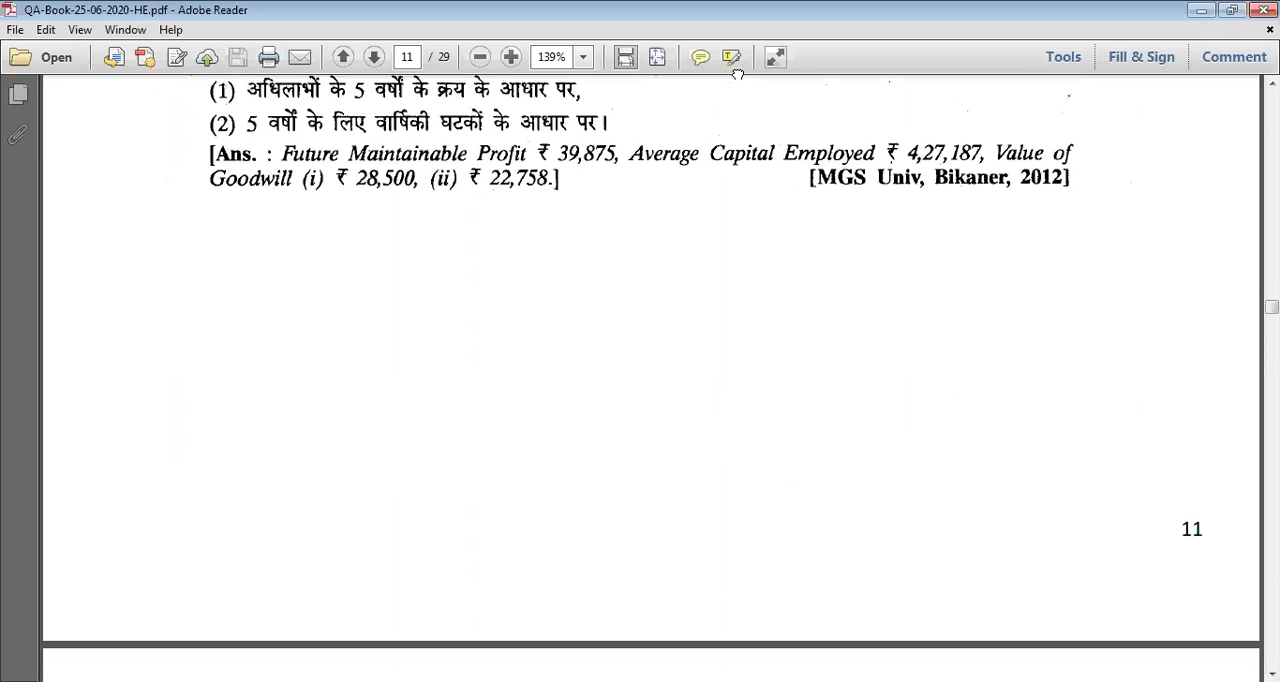 QA-Book-25-06-2020-HE.pdf - Adobe Reader
File Edit View Window Help
Open 11 / 29 139% Tools Fill & Sign Comment
(1) अधिलाभों के 5 वर्षों के क्रय के आधार पर,
(2) 5 वर्षों के लिए वार्षिकी घटकों के आधार पर।
[Ans. : Future Maintainable Profit ₹ 39,875, Average Capital Employed ₹ 4,27,187, Value of
Goodwill (i) ₹ 28,500, (ii) ₹ 22,758.] [MGS Univ, Bikaner, 2012]
11